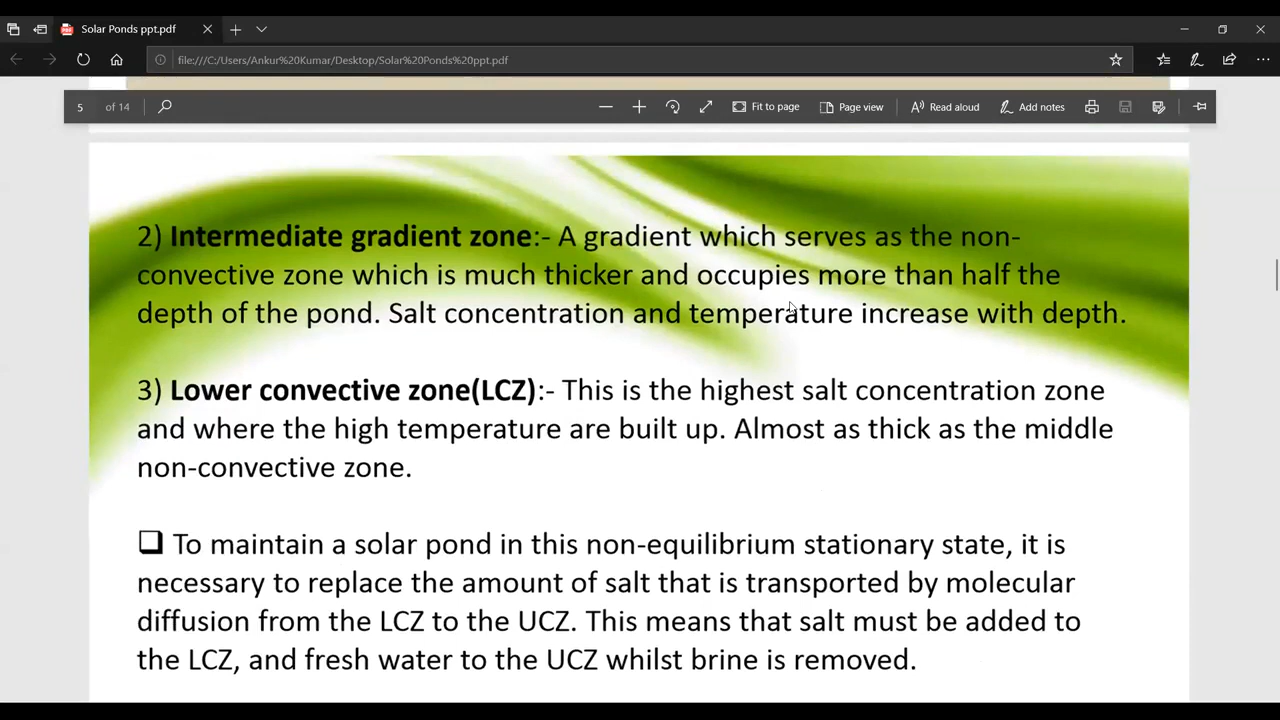 Solar Ponds ppt.pdf
file:///C:/Users/Ankur%20Kumar/Desktop/Solar%20Ponds%20ppt.pdf
5 of 14 Fit to page Page view Read aloud Add notes
2) Intermediate gradient zone:- A gradient which serves as the non-
convective zone which is much thicker and occupies more than half the
depth of the pond. Salt concentration and temperature increase with depth.
3) Lower convective zone(LCZ):- This is the highest salt concentration zone
and where the high temperature are built up. Almost as thick as the middle
non-convective zone.
❑ To maintain a solar pond in this non-equilibrium stationary state, it is
necessary to replace the amount of salt that is transported by molecular
diffusion from the LCZ to the UCZ. This means that salt must be added to
the LCZ, and fresh water to the UCZ whilst brine is removed.